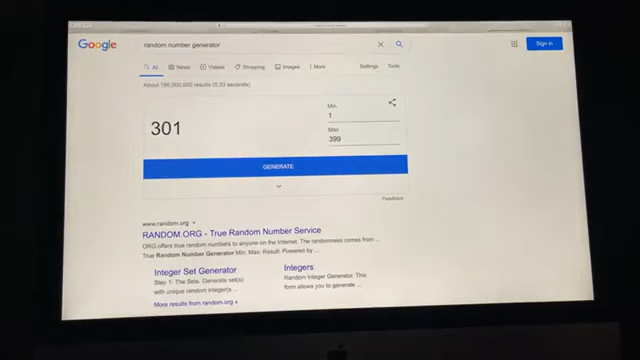 Google
random number generator
Sign in
All News Videos Shopping Images More Settings Tools
About 196,000,000 results (0.33 seconds)
301
Min
1
Max
399
GENERATE
Feedback
www.random.org
RANDOM.ORG - True Random Number Service
ORG offers true random numbers to anyone on the Internet. The randomness comes from ...
True Random Number Generator Min: Max: Result: Powered by ...
Integer Set Generator
Step 1: The Sets. Generate set(s)
with unique random integers ...
Integers
Random Integer Generator. This
form allows you to generate ...
More results from random.org »